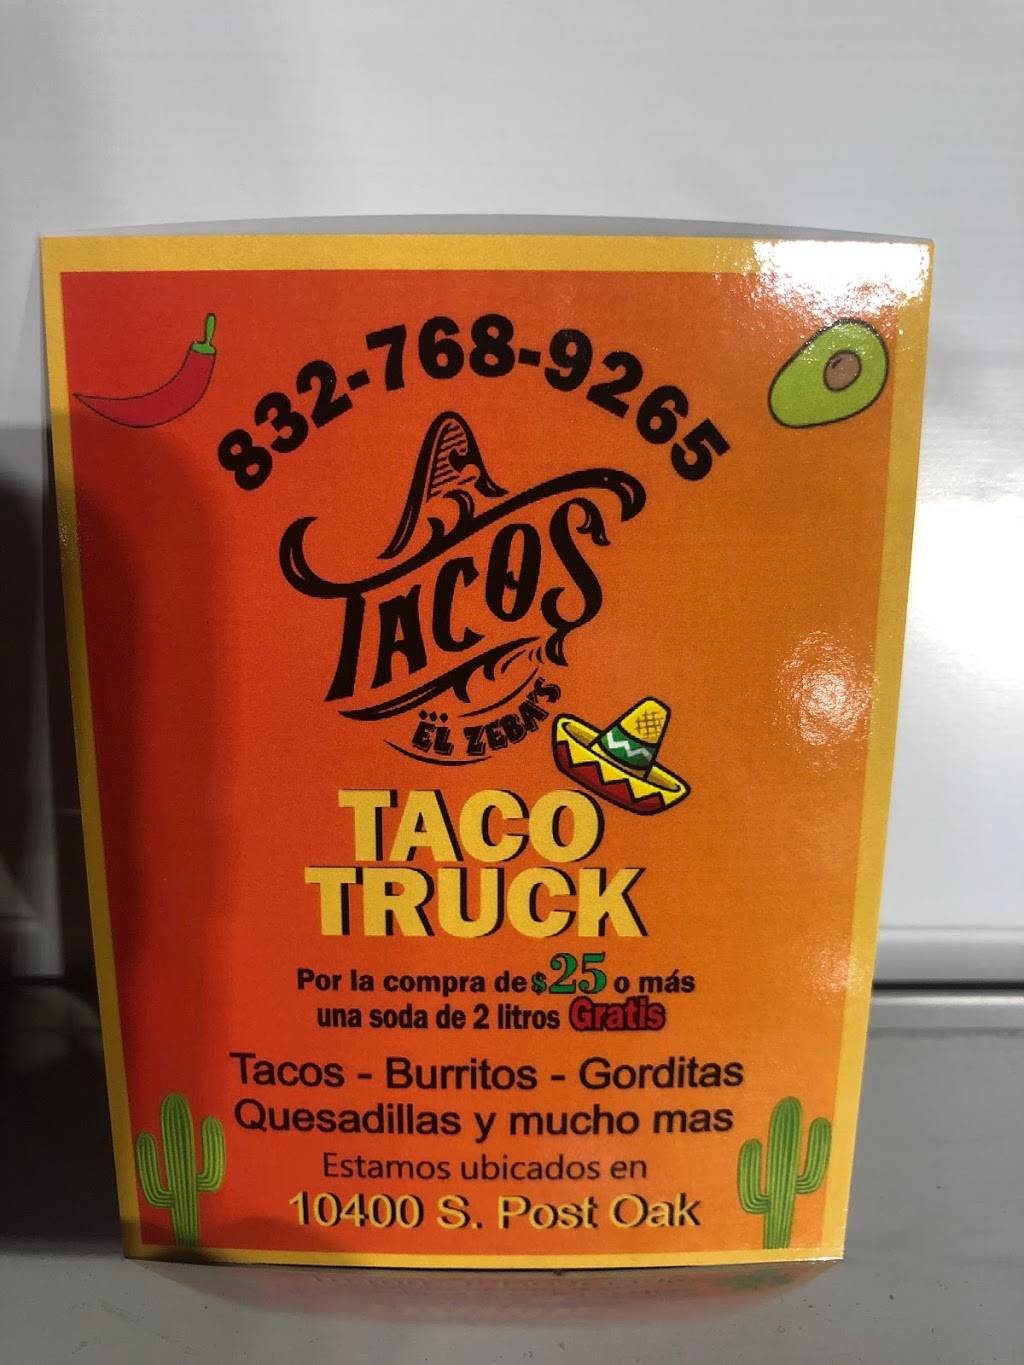 832-768-9265
TACOS
EL ZEBA'S
TACO
TRUCK
Por la compra de $25 o más
una soda de 2 litros Gratis
Tacos - Burritos - Gorditas
Quesadillas y mucho mas
Estamos ubicados en
10400 S. Post Oak